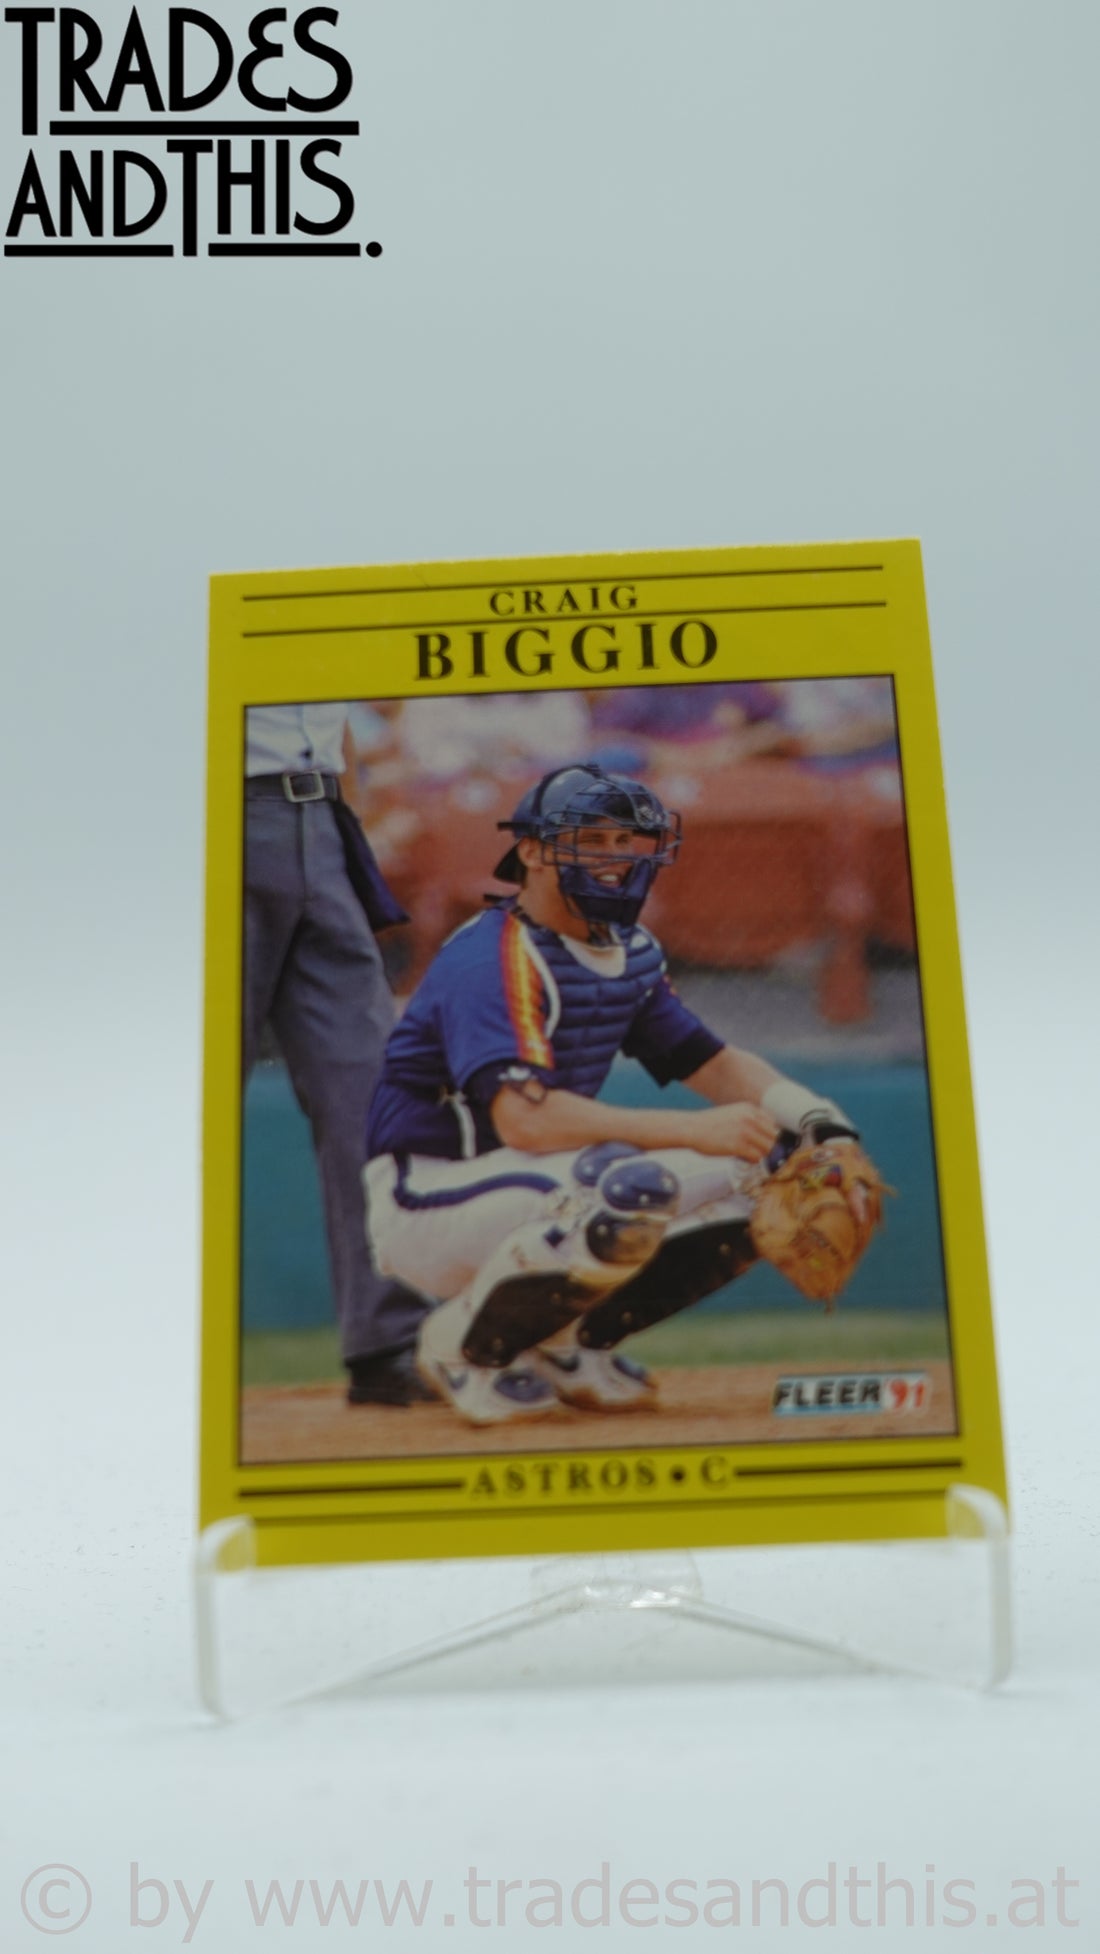 TRADES
ANDTHIS.
CRAIG
BIGGIO
FLEER'91
ASTROS • C
© by www.tradesandthis.at